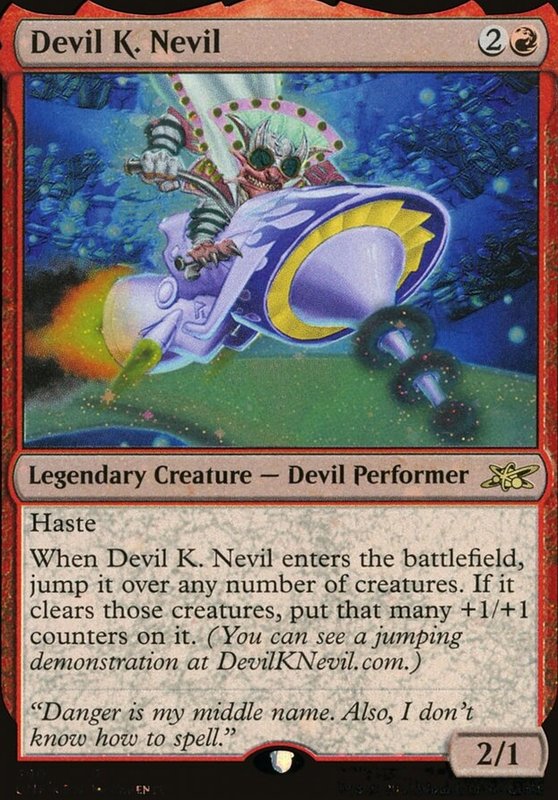 Devil K. Nevil
2
Legendary Creature — Devil Performer
Haste
When Devil K. Nevil enters the battlefield,
jump it over any number of creatures. If it
clears those creatures, put that many +1/+1
counters on it. (You can see a jumping
demonstration at DevilKNevil.com.)
“Danger is my middle name. Also, I don’t
know how to spell.”
2/1
EN